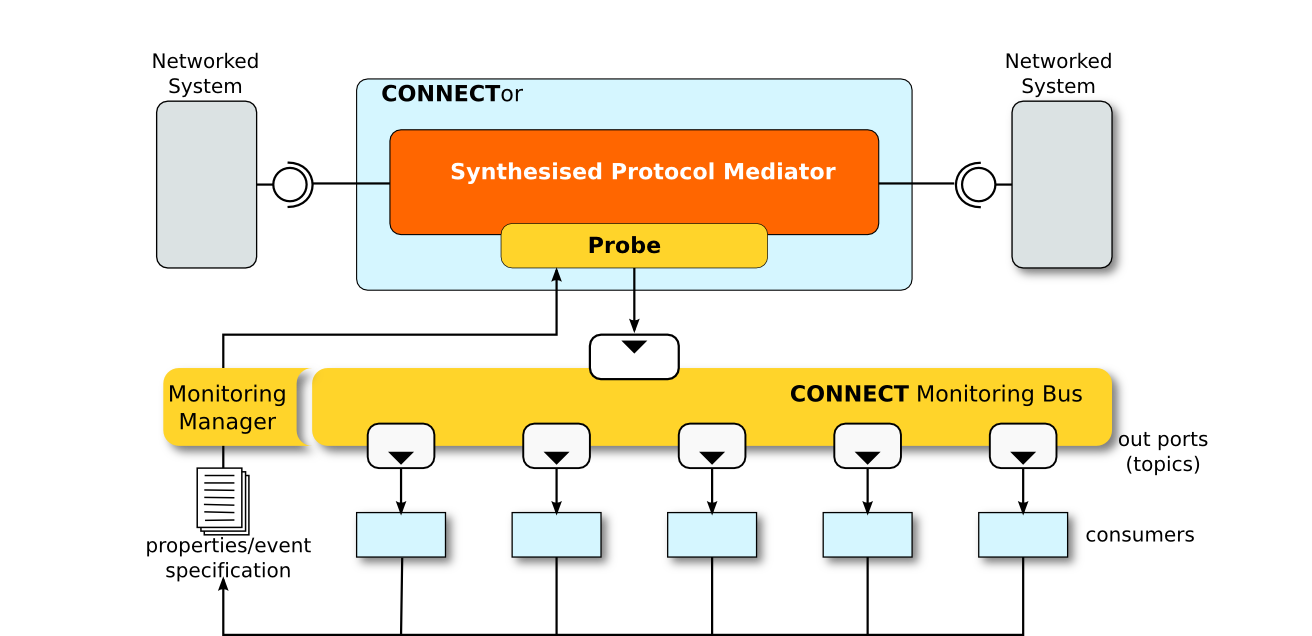 Networked
System
Networked
System
CONNECTor
Synthesised Protocol Mediator
Probe
Monitoring
Manager
CONNECT Monitoring Bus
out ports
(topics)
properties/event
specification
consumers